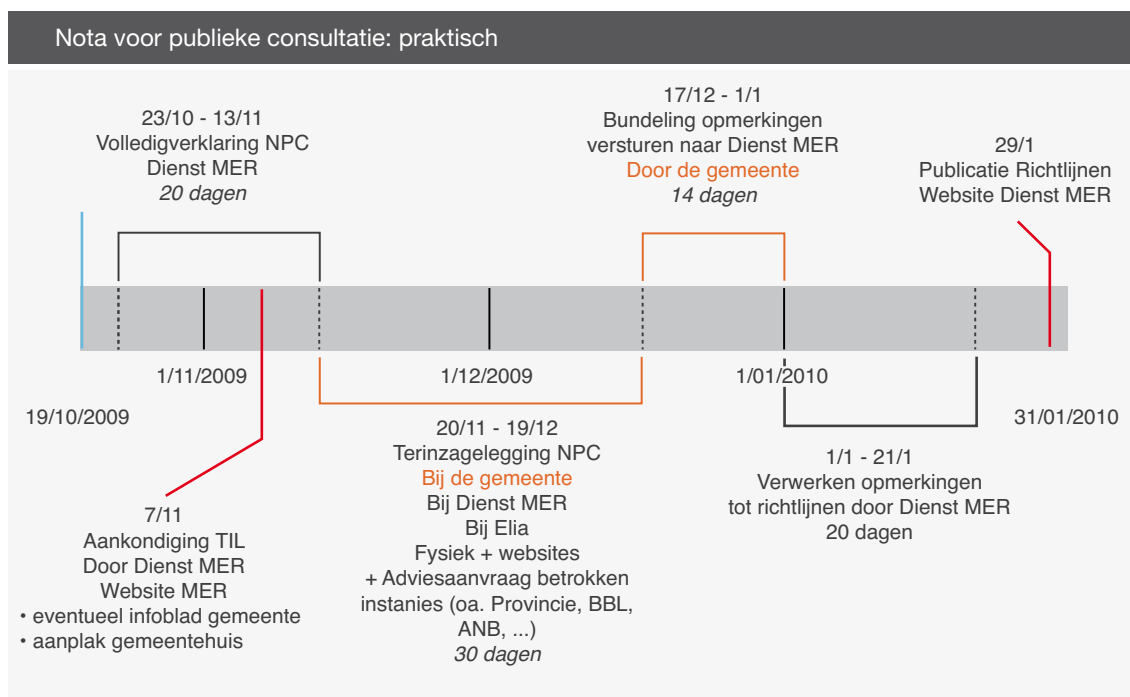 Nota voor publieke consultatie: praktisch
23/10 - 13/11
Volledigverklaring NPC
Dienst MER
20 dagen
17/12 - 1/1
Bundeling opmerkingen
versturen naar Dienst MER
Door de gemeente
14 dagen
29/1
Publicatie Richtlijnen
Website Dienst MER
1/11/2009
1/12/2009
1/01/2010
19/10/2009
31/01/2010
7/11
Aankondiging TIL
Door Dienst MER
Website MER
• eventueel infoblad gemeente
• aanplak gemeentehuis
20/11 - 19/12
Terinzagelegging NPC
Bij de gemeente
Bij Dienst MER
Bij Elia
Fysiek + websites
+ Adviesaanvraag betrokken
instanies (oa. Provincie, BBL,
ANB, ...)
30 dagen
1/1 - 21/1
Verwerken opmerkingen
tot richtlijnen door Dienst MER
20 dagen